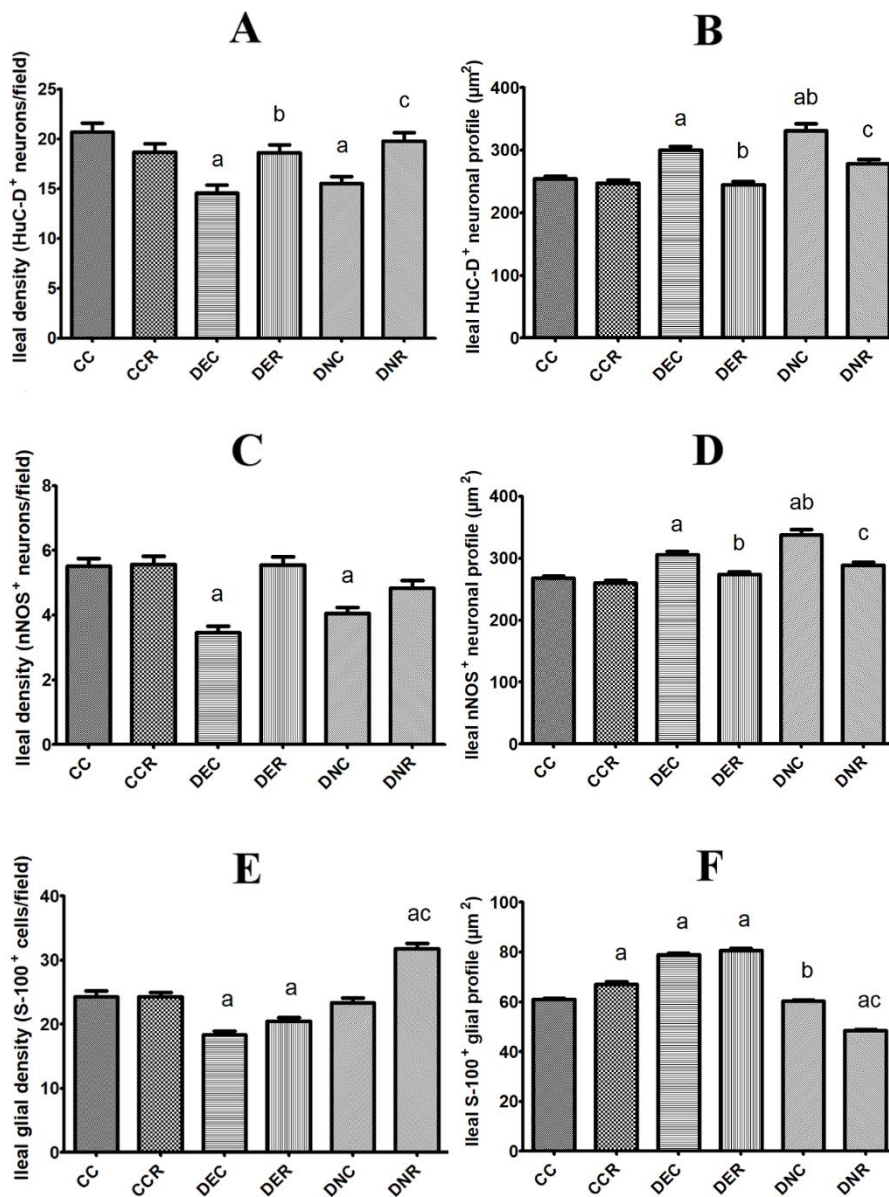 A
Ileal density (HuC-D⁺ neurons/field)
25
20
15
10
5
0
a
b
a
c
CC
CCR
DEC
DER
DNC
DNR
B
Ileal HuC-D⁺ neuronal profile (µm²)
400
300
200
100
0
a
b
ab
c
CC
CCR
DEC
DER
DNC
DNR
C
Ileal density (nNOS⁺ neurons/field)
8
6
4
2
0
a
a
CC
CCR
DEC
DER
DNC
DNR
D
Ileal nNOS⁺ neuronal profile (µm²)
400
300
200
100
0
a
b
ab
c
CC
CCR
DEC
DER
DNC
DNR
E
Ileal glial density (S-100⁺ cells/field)
40
30
20
10
0
a
a
ac
CC
CCR
DEC
DER
DNC
DNR
F
Ileal S-100⁺ glial profile (µm²)
100
80
60
40
20
0
a
a
a
b
ac
CC
CCR
DEC
DER
DNC
DNR